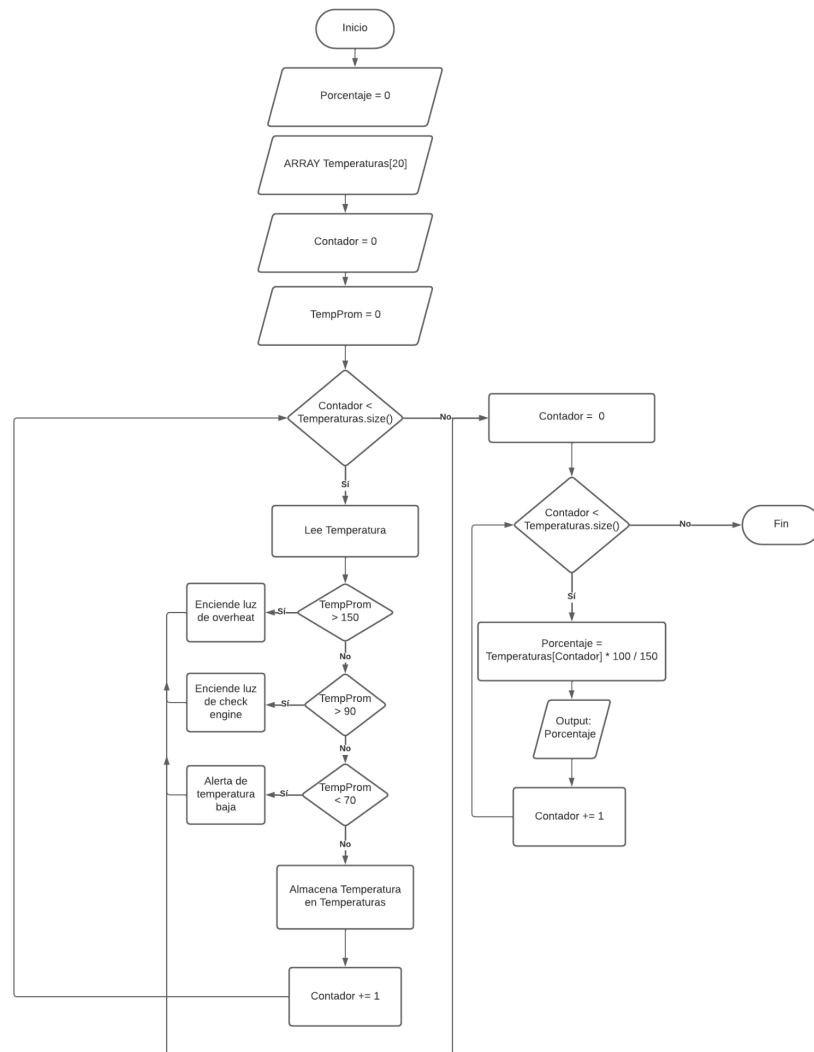 Inicio
Porcentaje = 0
ARRAY Temperaturas[20]
Contador = 0
TempProm = 0
Contador <
Temperaturas.size()
No
Sí
Lee Temperatura
TempProm
> 150
Sí
Enciende luz
de overheat
No
TempProm
> 90
Sí
Enciende luz
de check
engine
No
TempProm
< 70
Sí
Alerta de
temperatura
baja
No
Almacena Temperatura
en Temperaturas
Contador += 1
Contador = 0
Contador <
Temperaturas.size()
No
Fin
Sí
Porcentaje =
Temperaturas[Contador] * 100 / 150
Output:
Porcentaje
Contador += 1